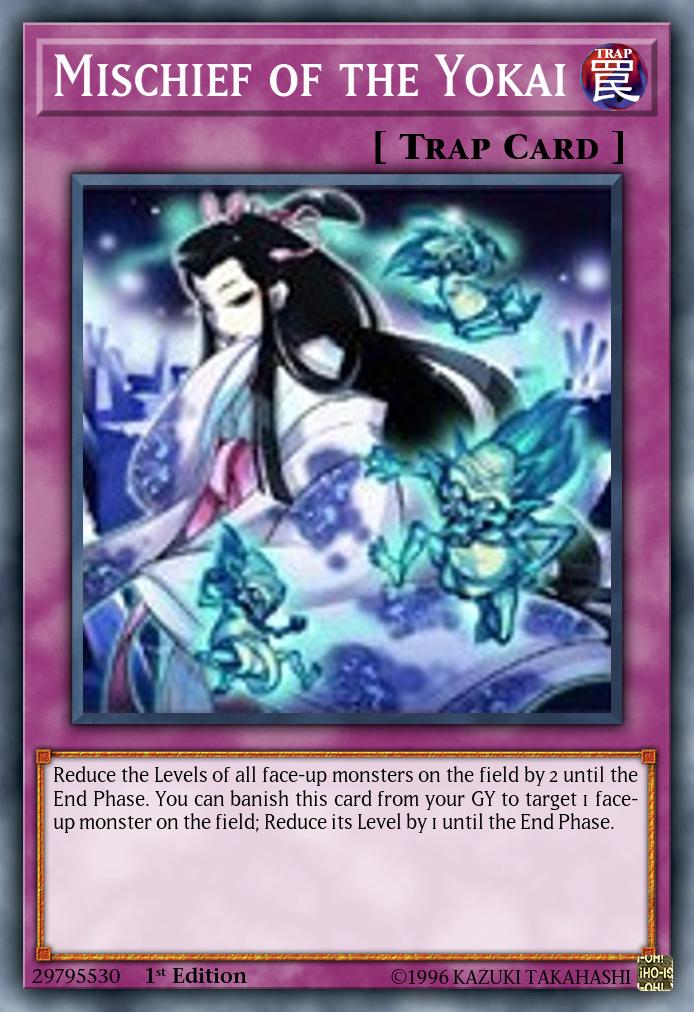 Mischief of the Yokai
TRAP
罠
[ Trap Card ]
Reduce the Levels of all face-up monsters on the field by 2 until the
End Phase. You can banish this card from your GY to target 1 face-
up monster on the field; Reduce its Level by 1 until the End Phase.
29795530 1st Edition ©1996 KAZUKI TAKAHASHI